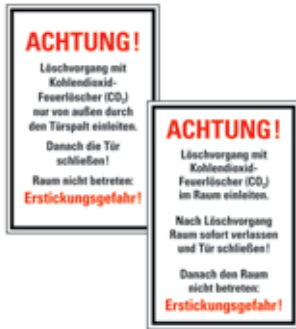 ACHTUNG!
Löschvorgang mit
Kohlendioxid-
Feuerlöscher (CO₂)
nur von außen durch
den Türspalt einleiten.
Danach die Tür
schließen!
Raum nicht betreten:
Erstickungsgefahr!
ACHTUNG!
Löschvorgang mit
Kohlendioxid-
Feuerlöscher (CO₂)
im Raum einleiten.
Nach Löschvorgang
Raum sofort verlassen
und Tür schließen!
Danach den Raum
nicht betreten:
Erstickungsgefahr!